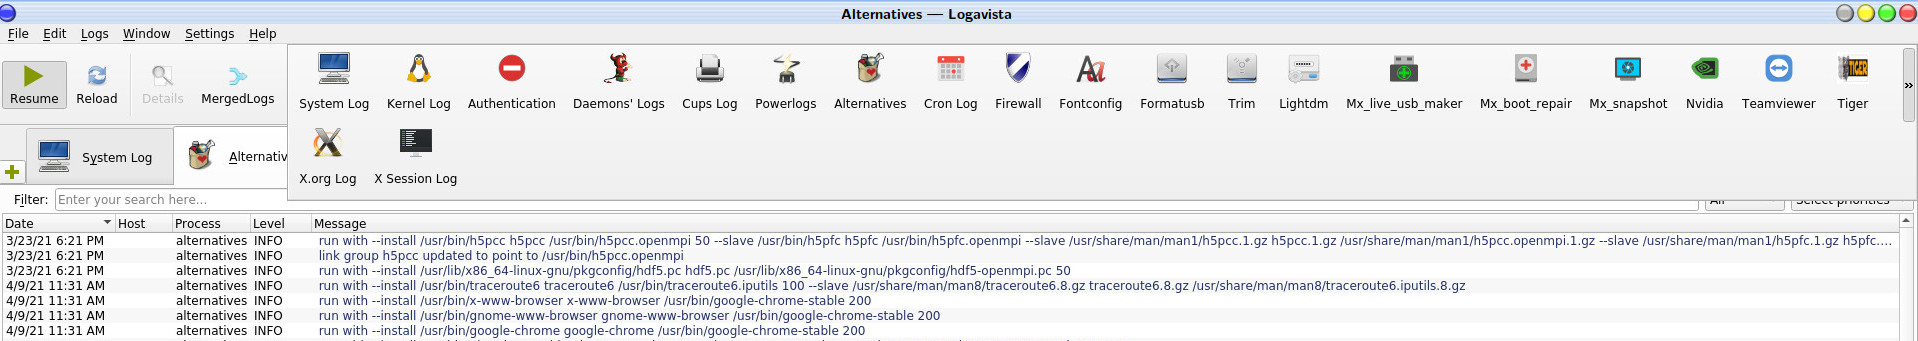 Alternatives — Logavista
File Edit Logs Window Settings Help
Resume Reload Details MergedLogs
System Log Kernel Log Authentication Daemons' Logs Cups Log Powerlogs Alternatives Cron Log Firewall Fontconfig Formatusb Trim Lightdm Mx_live_usb_maker Mx_boot_repair Mx_snapshot Nvidia Teamviewer Tiger »
X.org Log X Session Log
System Log Alternativ
Filter: Enter your search here... All Select priorities
Date Host Process Level Message
3/23/21 6:21 PM alternatives INFO run with --install /usr/bin/h5pcc h5pcc /usr/bin/h5pcc.openmpi 50 --slave /usr/bin/h5pfc h5pfc /usr/bin/h5pfc.openmpi --slave /usr/share/man/man1/h5pcc.1.gz h5pcc.1.gz /usr/share/man/man1/h5pcc.openmpi.1.gz --slave /usr/share/man/man1/h5pfc.1.gz h5pfc....
3/23/21 6:21 PM alternatives INFO link group h5pcc updated to point to /usr/bin/h5pcc.openmpi
3/23/21 6:21 PM alternatives INFO run with --install /usr/lib/x86_64-linux-gnu/pkgconfig/hdf5.pc hdf5.pc /usr/lib/x86_64-linux-gnu/pkgconfig/hdf5-openmpi.pc 50
4/9/21 11:31 AM alternatives INFO run with --install /usr/bin/traceroute6 traceroute6 /usr/bin/traceroute6.iputils 100 --slave /usr/share/man/man8/traceroute6.8.gz traceroute6.8.gz /usr/share/man/man8/traceroute6.iputils.8.gz
4/9/21 11:31 AM alternatives INFO run with --install /usr/bin/x-www-browser x-www-browser /usr/bin/google-chrome-stable 200
4/9/21 11:31 AM alternatives INFO run with --install /usr/bin/gnome-www-browser gnome-www-browser /usr/bin/google-chrome-stable 200
4/9/21 11:31 AM alternatives INFO run with --install /usr/bin/google-chrome google-chrome /usr/bin/google-chrome-stable 200